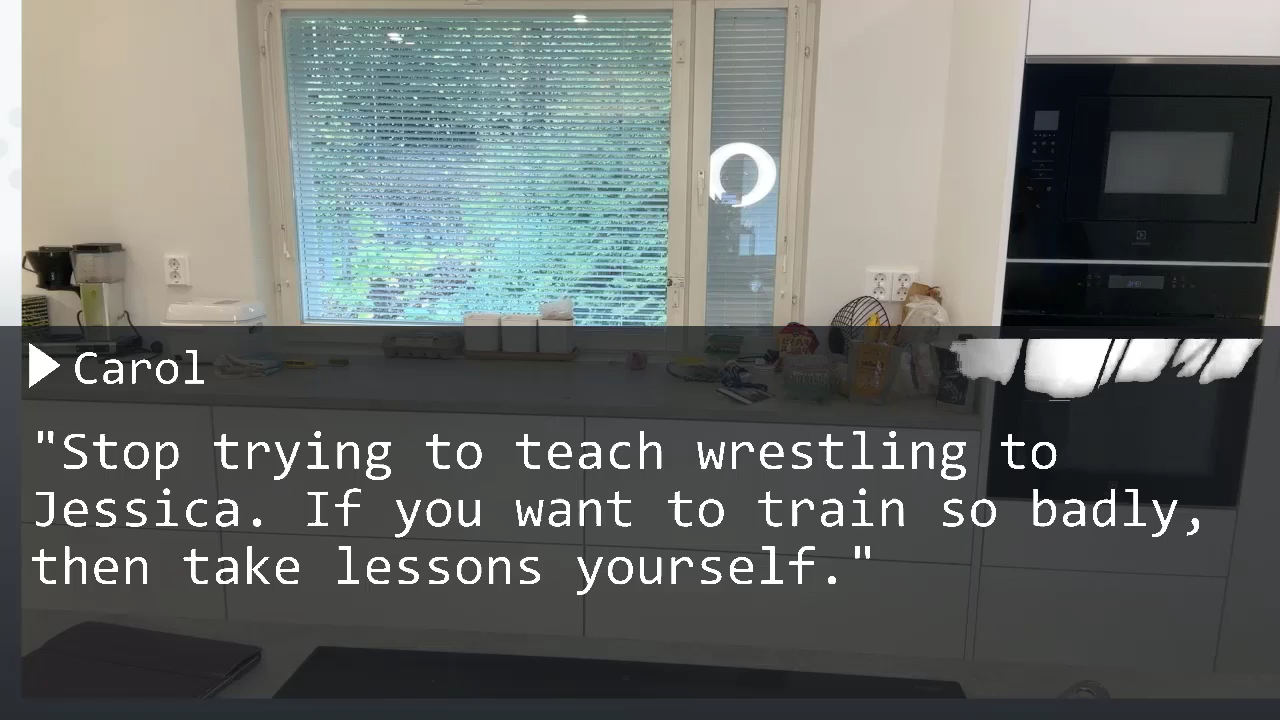 Carol
"Stop trying to teach wrestling to
Jessica. If you want to train so badly,
then take lessons yourself."